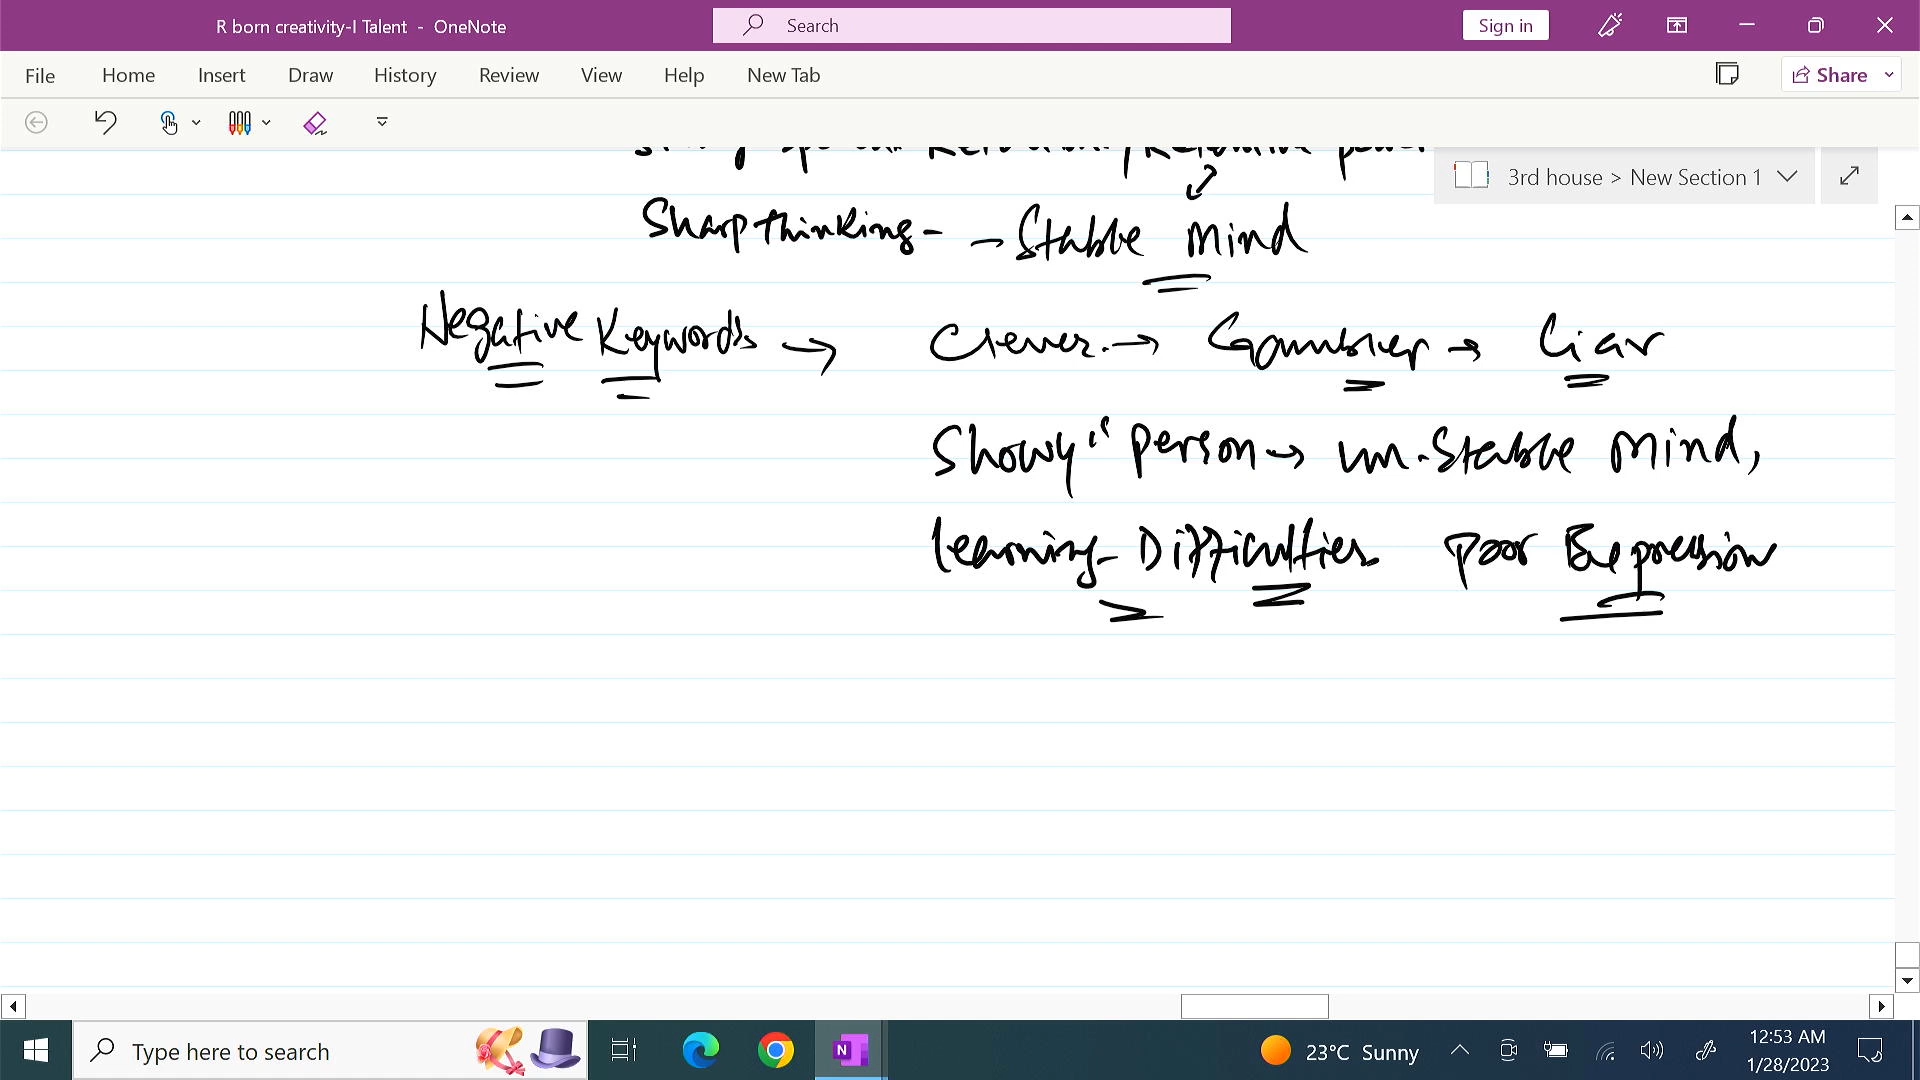 R born creativity-I Talent - OneNote
Search
Sign in
File Home Insert Draw History Review View Help New Tab
Share
Retentive power
3rd house > New Section 1
Sharp thinking - - Stable Mind
Negative Keywords → Clever. → Gambler → Liar
Showy" Person → un-Stable Mind,
learning - Difficulties poor Expression
Type here to search
N
23°C Sunny
12:53 AM
1/28/2023